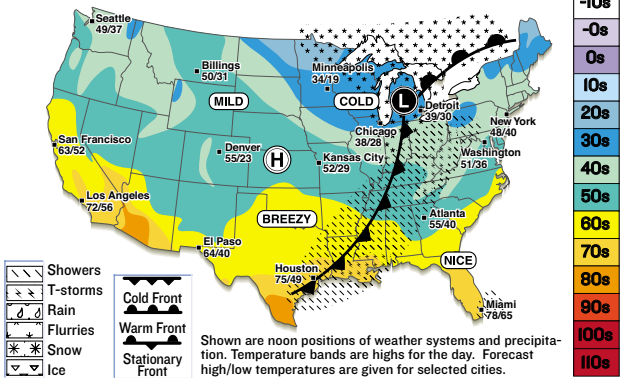 -10s
-0s
0s
10s
20s
30s
40s
50s
60s
70s
80s
90s
100s
110s
Seattle
49/37
Billings
50/31
Minneapolis
34/19
MILD
COLD
L
Detroit
39/30
New York
48/40
Chicago
38/28
Washington
51/36
San Francisco
63/52
Denver
55/23
H
Kansas City
52/29
Los Angeles
72/56
BREEZY
Atlanta
55/40
El Paso
64/40
NICE
Houston
75/49
Miami
78/65
Showers
T-storms
Rain
Flurries
Snow
Ice
Cold Front
Warm Front
Stationary
Front
Shown are noon positions of weather systems and precipita-
tion. Temperature bands are highs for the day. Forecast
high/low temperatures are given for selected cities.